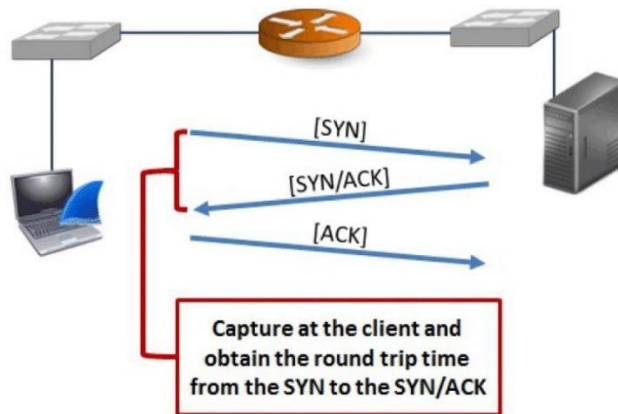 [SYN]
[SYN/ACK]
[ACK]
Capture at the client and
obtain the round trip time
from the SYN to the SYN/ACK